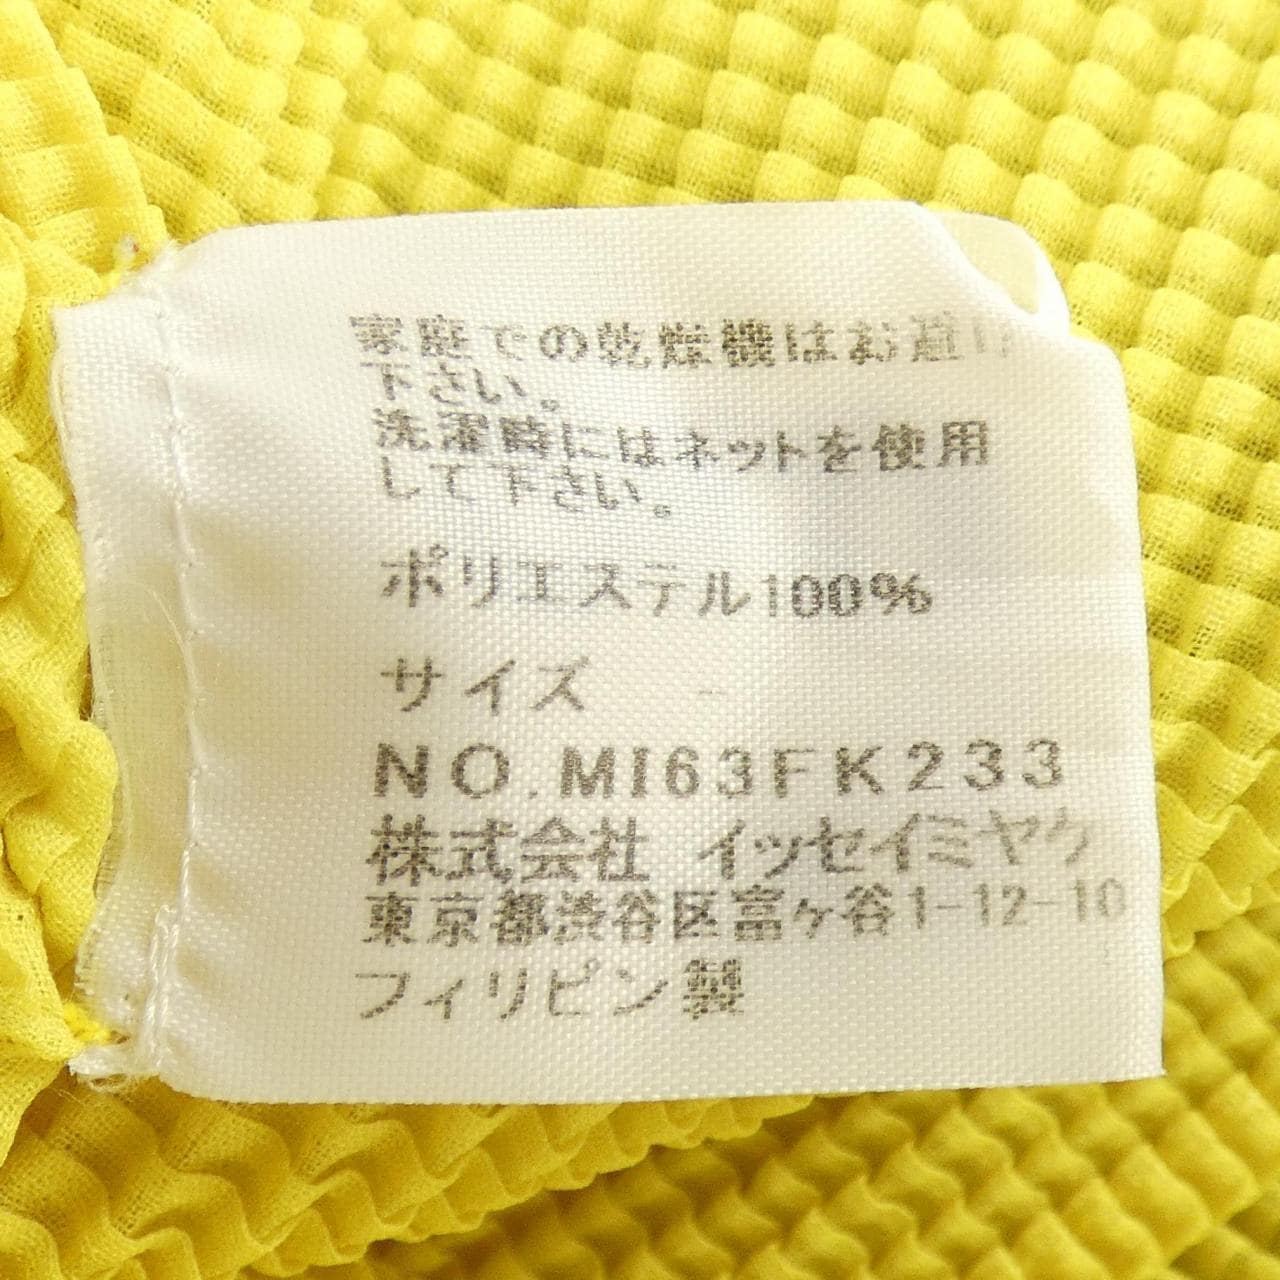 家庭での乾燥機はお避け
下さい。
洗濯時にはネットを使用
して下さい。
ポリエステル100%
サイズ
NO.MI63FK233
株式会社 イッセイミヤケ
東京都渋谷区富ヶ谷1-12-10
フィリピン製